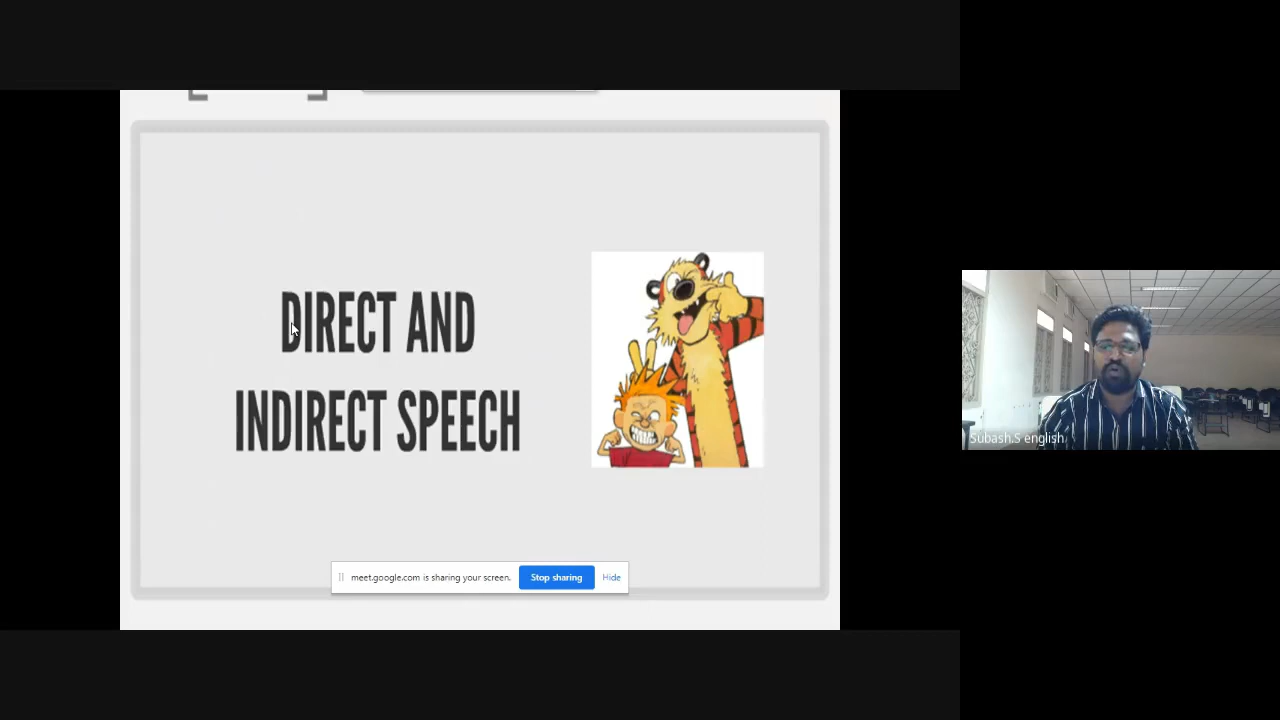 DIRECT AND
INDIRECT SPEECH
meet.google.com is sharing your screen. Stop sharing Hide
Subash.S english